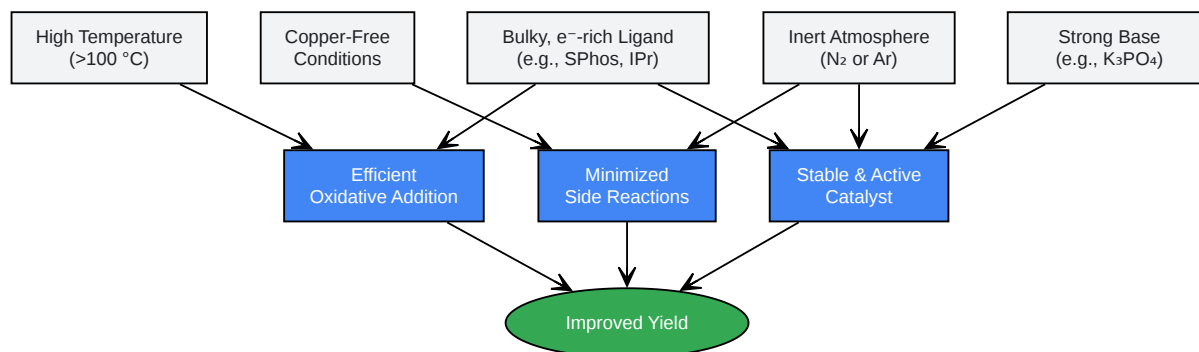 High Temperature
(>100 °C)
Copper-Free
Conditions
Bulky, e⁻-rich Ligand
(e.g., SPhos, IPr)
Inert Atmosphere
(N₂ or Ar)
Strong Base
(e.g., K₃PO₄)
Efficient
Oxidative Addition
Minimized
Side Reactions
Stable & Active
Catalyst
Improved Yield